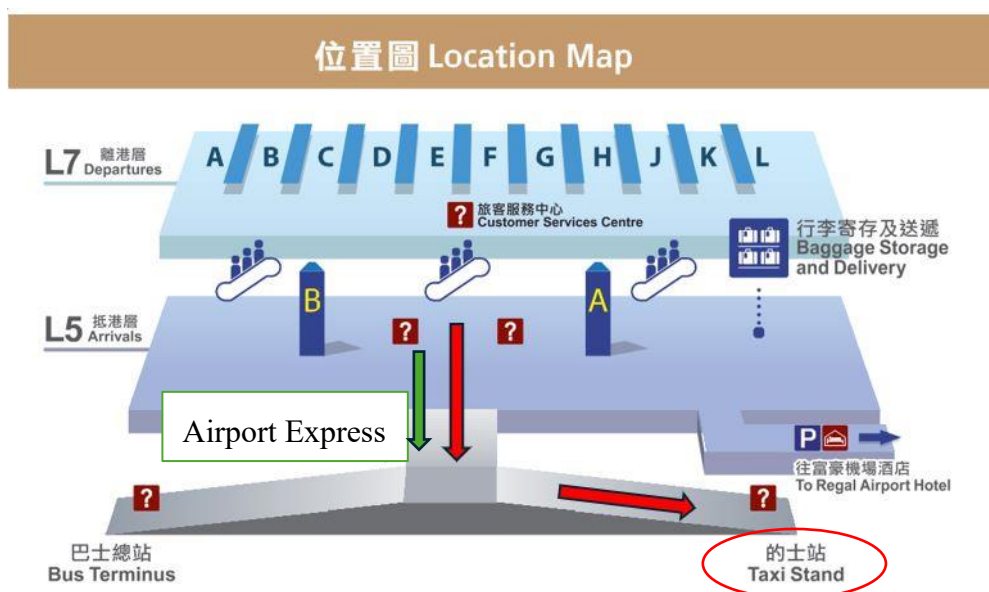 位置圖 Location Map
L7 離港層 Departures
A B C D E F G H J K L
? 旅客服務中心
Customer Services Centre
行李寄存及送遞
Baggage Storage
and Delivery
B
A
L5 抵港層 Arrivals
? ?
Airport Express
P
往富豪機場酒店
To Regal Airport Hotel
? ?
巴士總站
Bus Terminus
的士站
Taxi Stand